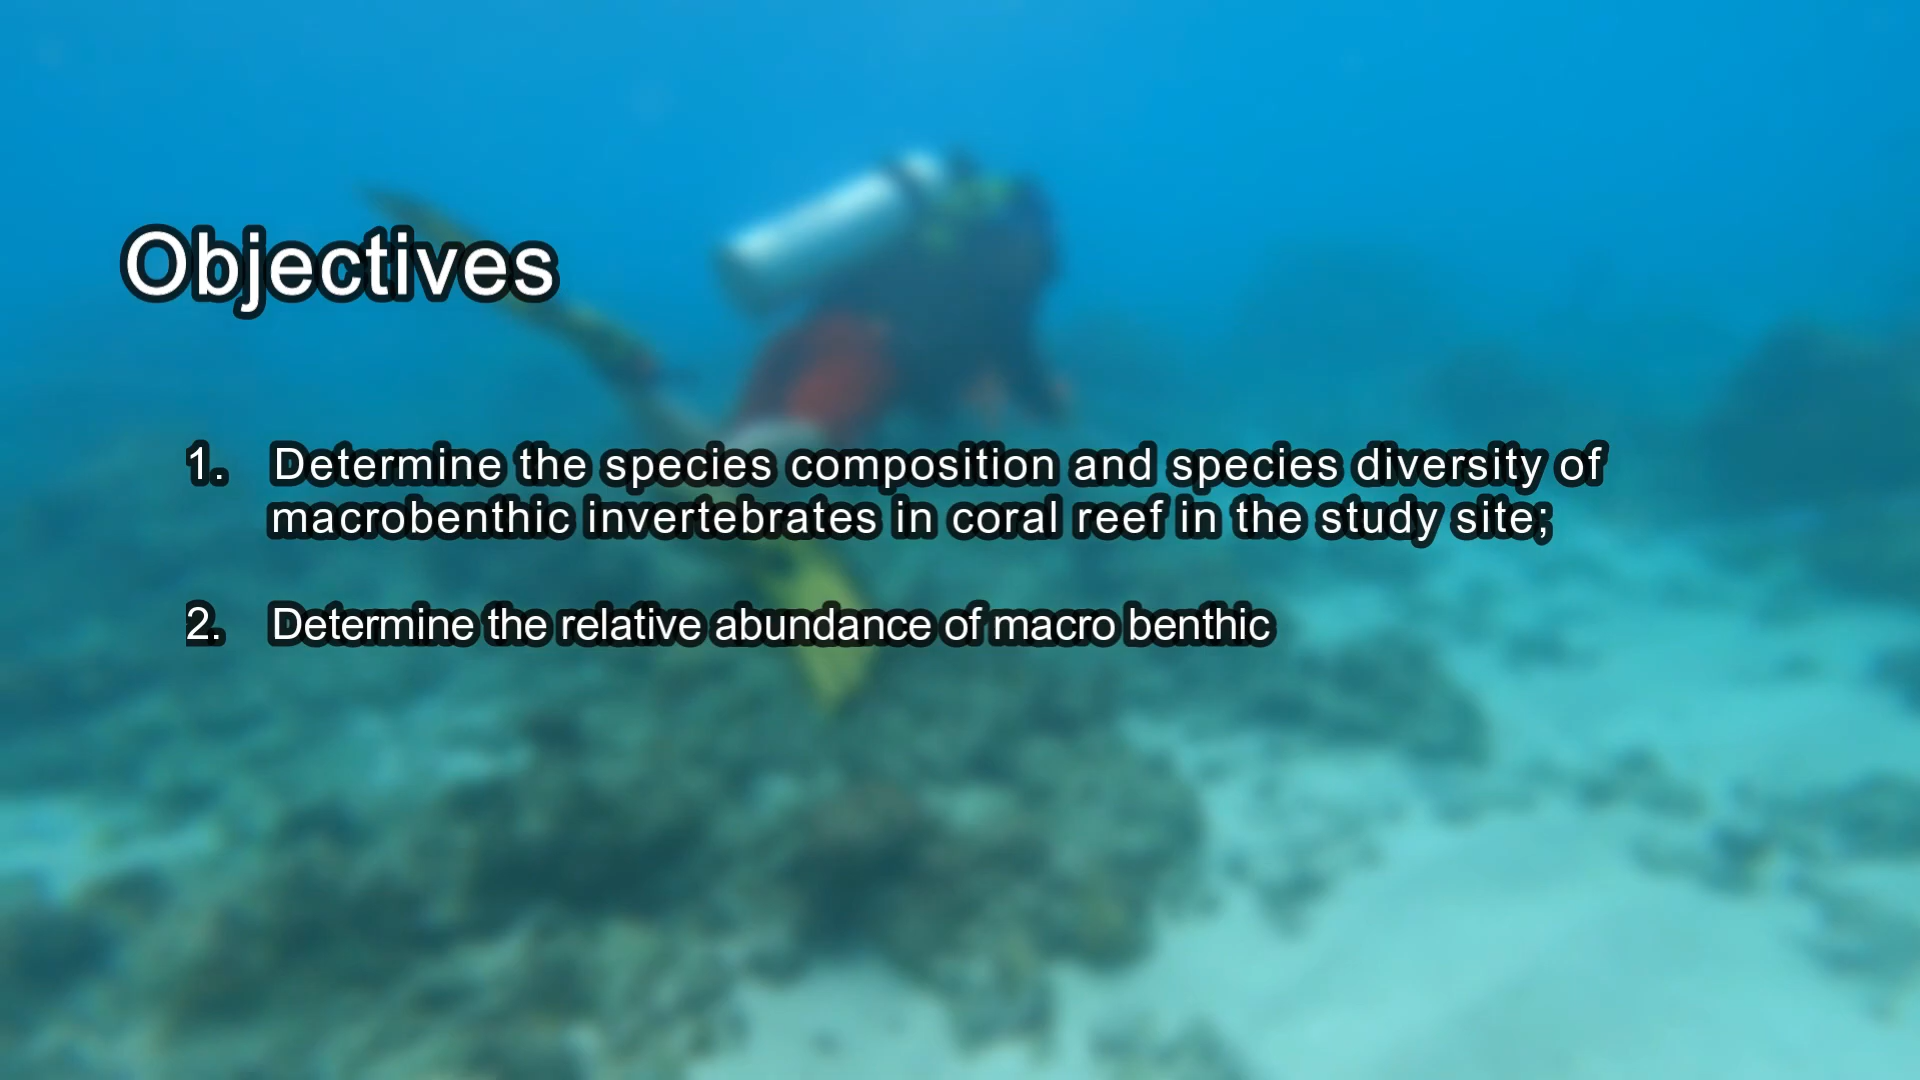 Objectives
1. Determine the species composition and species diversity of
macrobenthic invertebrates in coral reef in the study site;
2. Determine the relative abundance of macro benthic